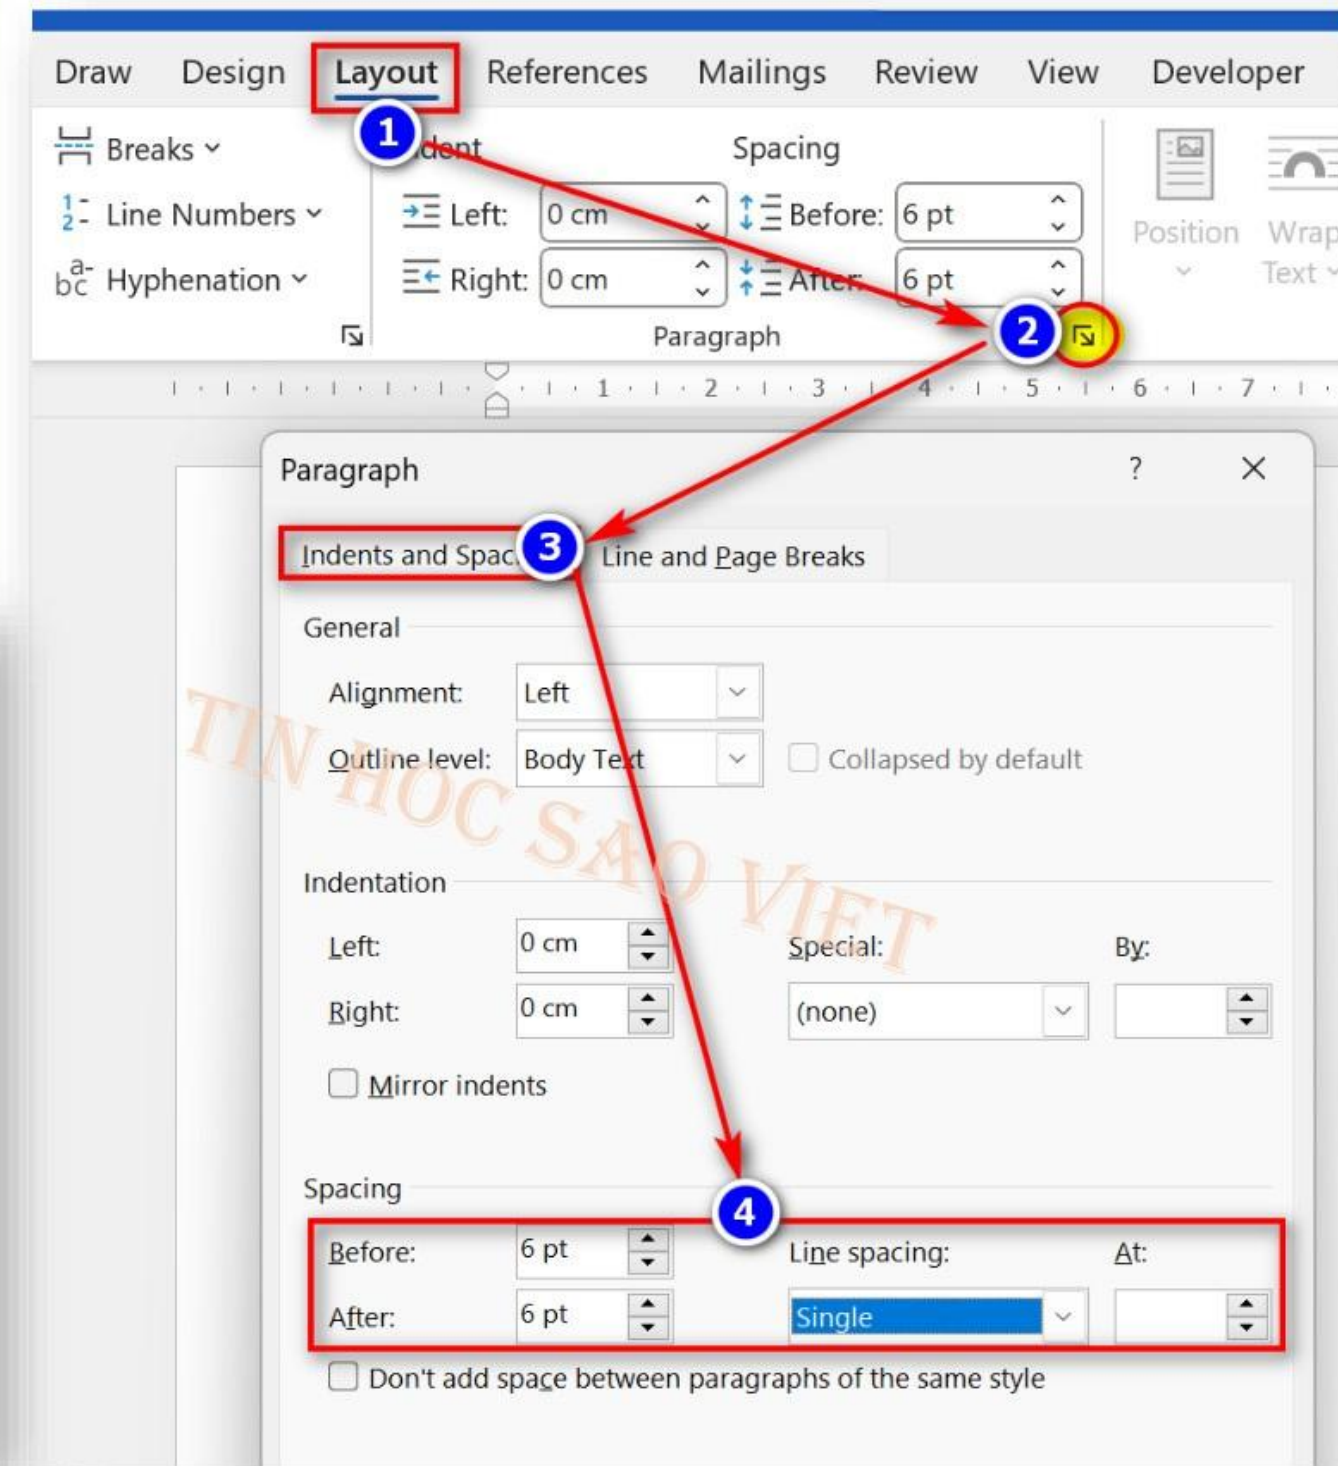 Draw Design Layout References Mailings Review View Developer
Breaks Spacing
Line Numbers Left: 0 cm Before: 6 pt Position Wrap
Hyphenation Right: 0 cm After: 6 pt Text
Paragraph
1
2
1 2 3 4 5 6 7
Paragraph ?
3
Indents and Line and Page Breaks
General
Alignment: Left
Outline level: Body Text Collapsed by default
TIN HOC SAO VIET
Indentation
Left: 0 cm Special: By:
Right: 0 cm (none)
Mirror indents
Spacing
4
Before: 6 pt Line spacing: At:
After: 6 pt Single
Don't add space between paragraphs of the same style